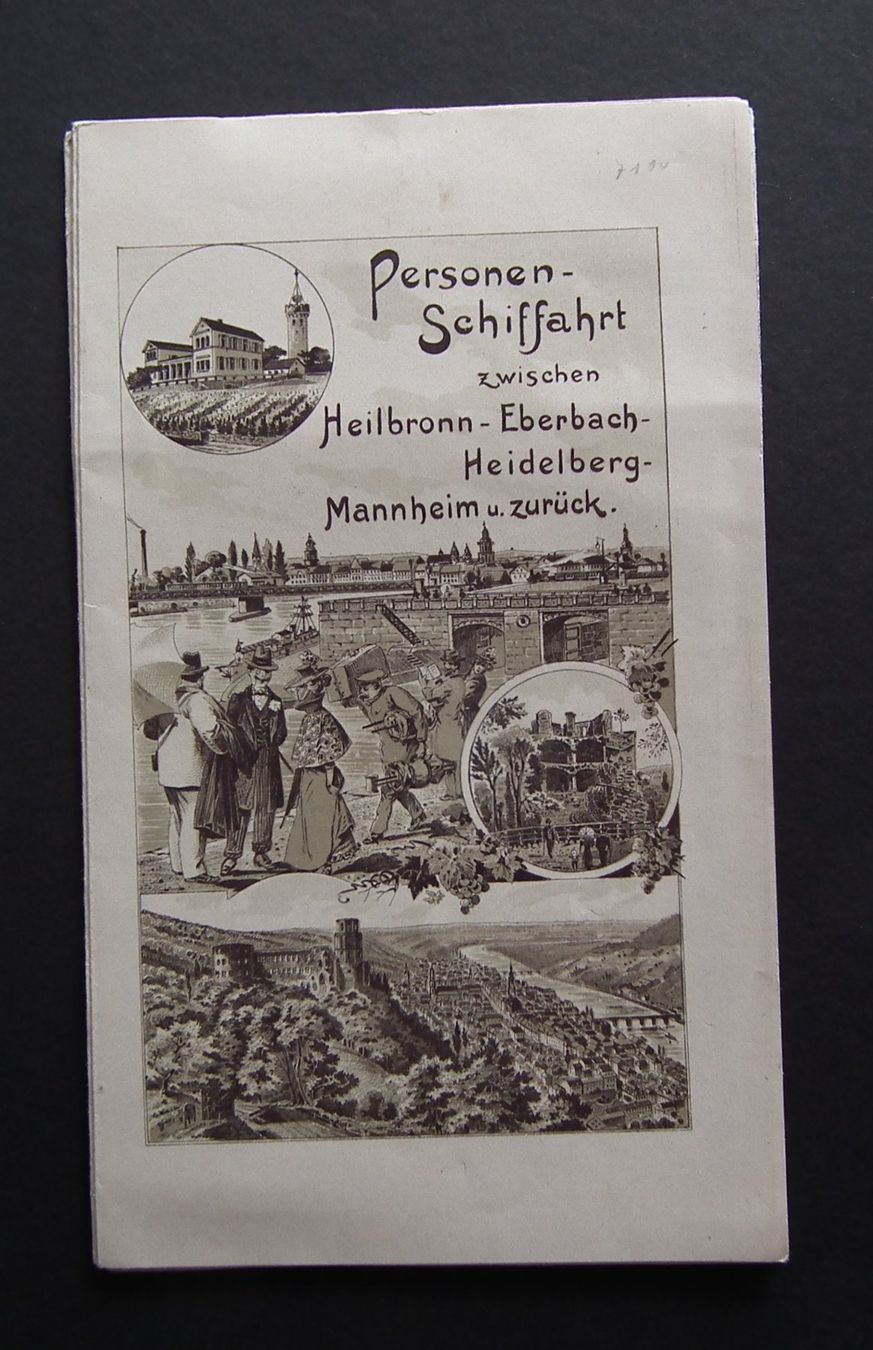 Personen-
Schiffahrt
zwischen
Heilbronn - Eberbach-
Heidelberg-
Mannheim u. zurück.